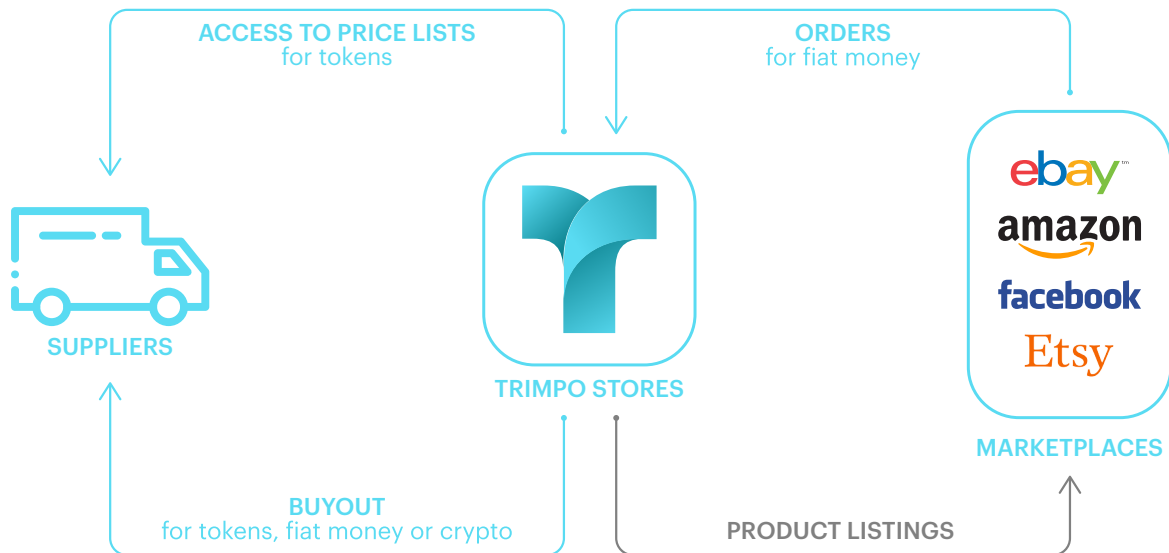 ACCESS TO PRICE LISTS
for tokens
ORDERS
for fiat money
ebay™
amazon
facebook
Etsy
SUPPLIERS
TRIMPO STORES
MARKETPLACES
BUYOUT
for tokens, fiat money or crypto
PRODUCT LISTINGS